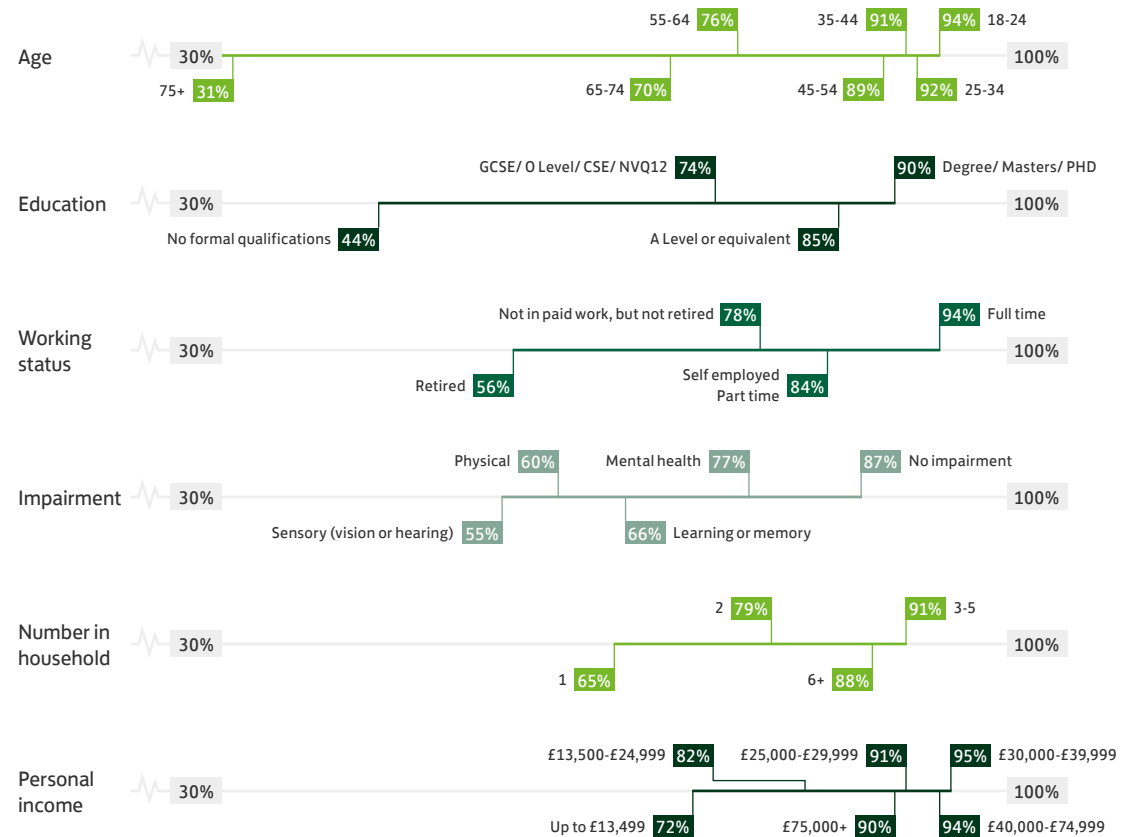 55-64 76% 35-44 91% 94% 18-24
Age 30% 100%
75+ 31% 65-74 70% 45-54 89% 92% 25-34
GCSE/ O Level/ CSE/ NVQ12 74% 90% Degree/ Masters/ PHD
Education 30% 100%
No formal qualifications 44% A Level or equivalent 85%
Not in paid work, but not retired 78% 94% Full time
Working
status
30% 100%
Retired 56% Self employed
Part time
84%
Physical 60% Mental health 77% 87% No impairment
Impairment 30% 100%
Sensory (vision or hearing) 55% 66% Learning or memory
2 79% 91% 3-5
Number in
household
30% 100%
1 65% 6+ 88%
£13,500-£24,999 82% £25,000-£29,999 91% 95% £30,000-£39,999
Personal
income
30% 100%
Up to £13,499 72% £75,000+ 90% 94% £40,000-£74,999